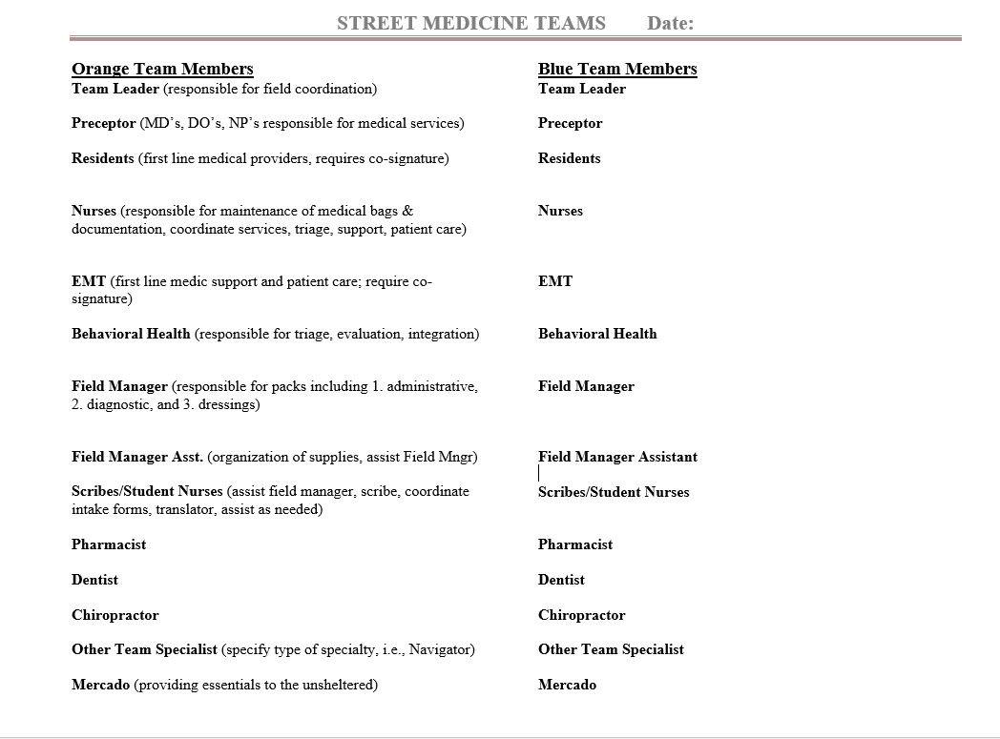 STREET MEDICINE TEAMS Date:
Orange Team Members
Team Leader (responsible for field coordination)
Preceptor (MD's, DO's, NP's responsible for medical services)
Residents (first line medical providers, requires co-signature)
Nurses (responsible for maintenance of medical bags &
documentation, coordinate services, triage, support, patient care)
EMT (first line medic support and patient care; require co-
signature)
Behavioral Health (responsible for triage, evaluation, integration)
Field Manager (responsible for packs including 1. administrative,
2. diagnostic, and 3. dressings)
Field Manager Asst. (organization of supplies, assist Field Mngr)
Scribes/Student Nurses (assist field manager, scribe, coordinate
intake forms, translator, assist as needed)
Pharmacist
Dentist
Chiropractor
Other Team Specialist (specify type of specialty, i.e., Navigator)
Mercado (providing essentials to the unsheltered)
Blue Team Members
Team Leader
Preceptor
Residents
Nurses
EMT
Behavioral Health
Field Manager
Field Manager Assistant
Scribes/Student Nurses
Pharmacist
Dentist
Chiropractor
Other Team Specialist
Mercado